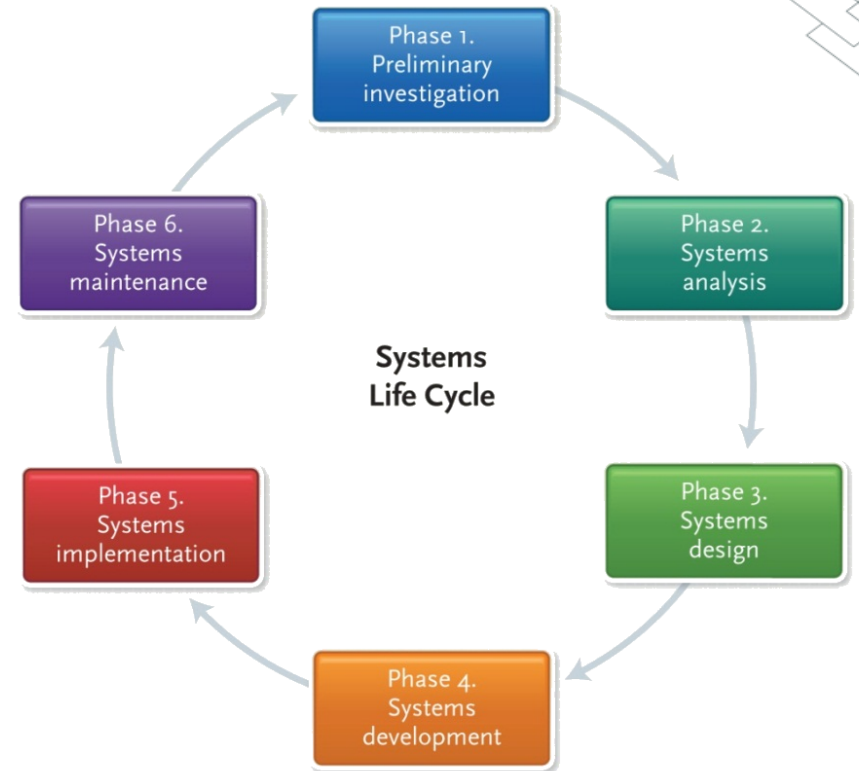 Phase 1.
Preliminary
investigation
Phase 2.
Systems
analysis
Phase 3.
Systems
design
Phase 4.
Systems
development
Phase 5.
Systems
implementation
Phase 6.
Systems
maintenance
Systems
Life Cycle